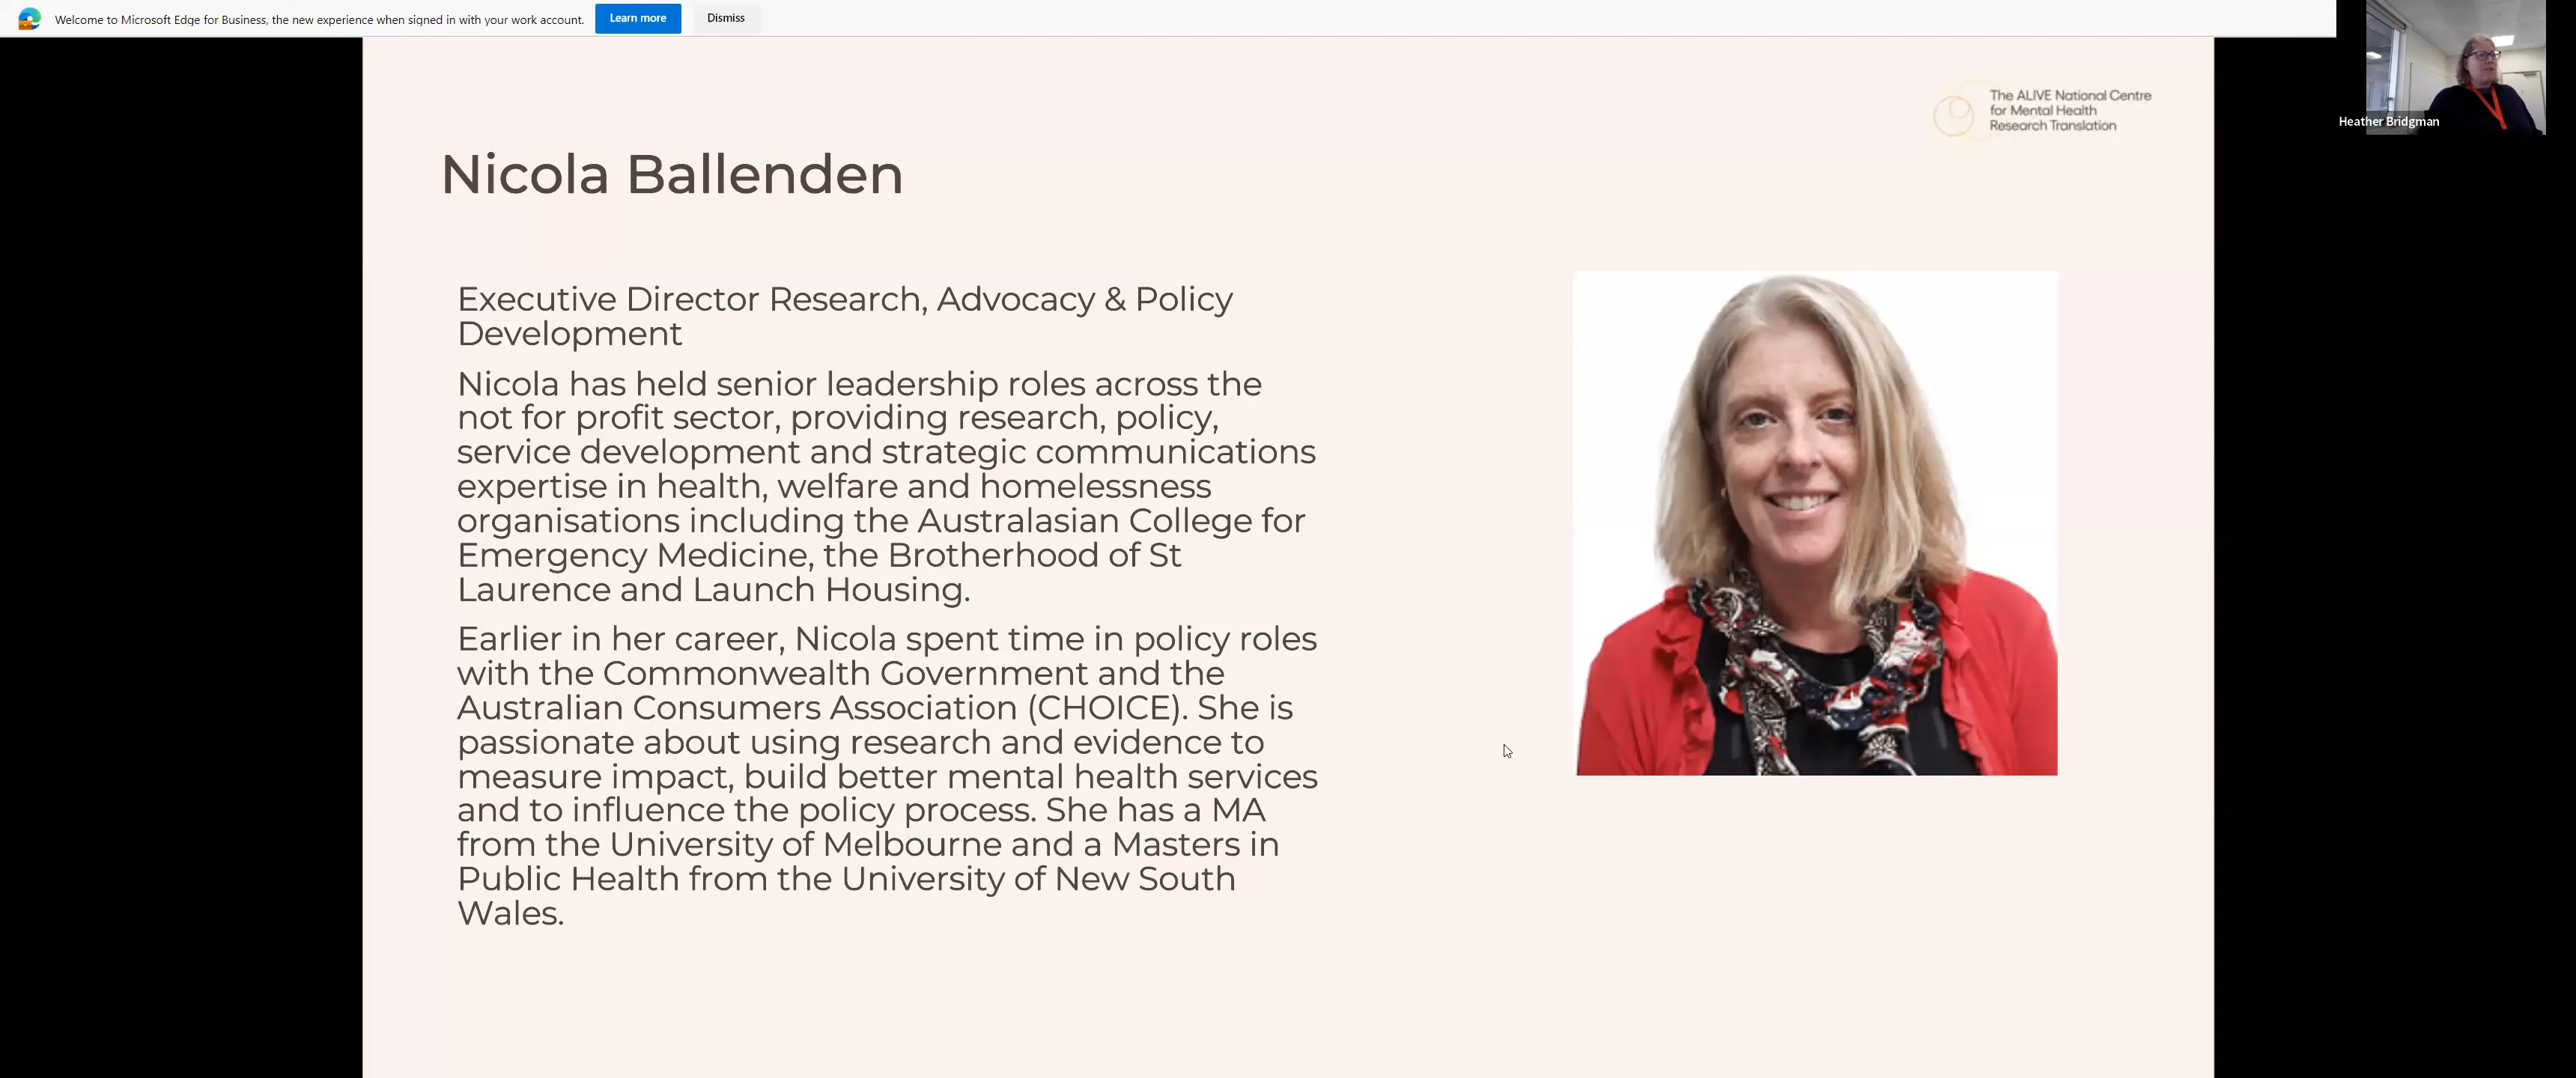 Welcome to Microsoft Edge for Business, the new experience when signed in with your work account.
Learn more
Dismiss
Heather Bridgman
The ALIVE National Centre
for Mental Health
Research Translation
Nicola Ballenden
Executive Director Research, Advocacy & Policy
Development
Nicola has held senior leadership roles across the
not for profit sector, providing research, policy,
service development and strategic communications
expertise in health, welfare and homelessness
organisations including the Australasian College for
Emergency Medicine, the Brotherhood of St
Laurence and Launch Housing.
Earlier in her career, Nicola spent time in policy roles
with the Commonwealth Government and the
Australian Consumers Association (CHOICE). She is
passionate about using research and evidence to
measure impact, build better mental health services
and to influence the policy process. She has a MA
from the University of Melbourne and a Masters in
Public Health from the University of New South
Wales.